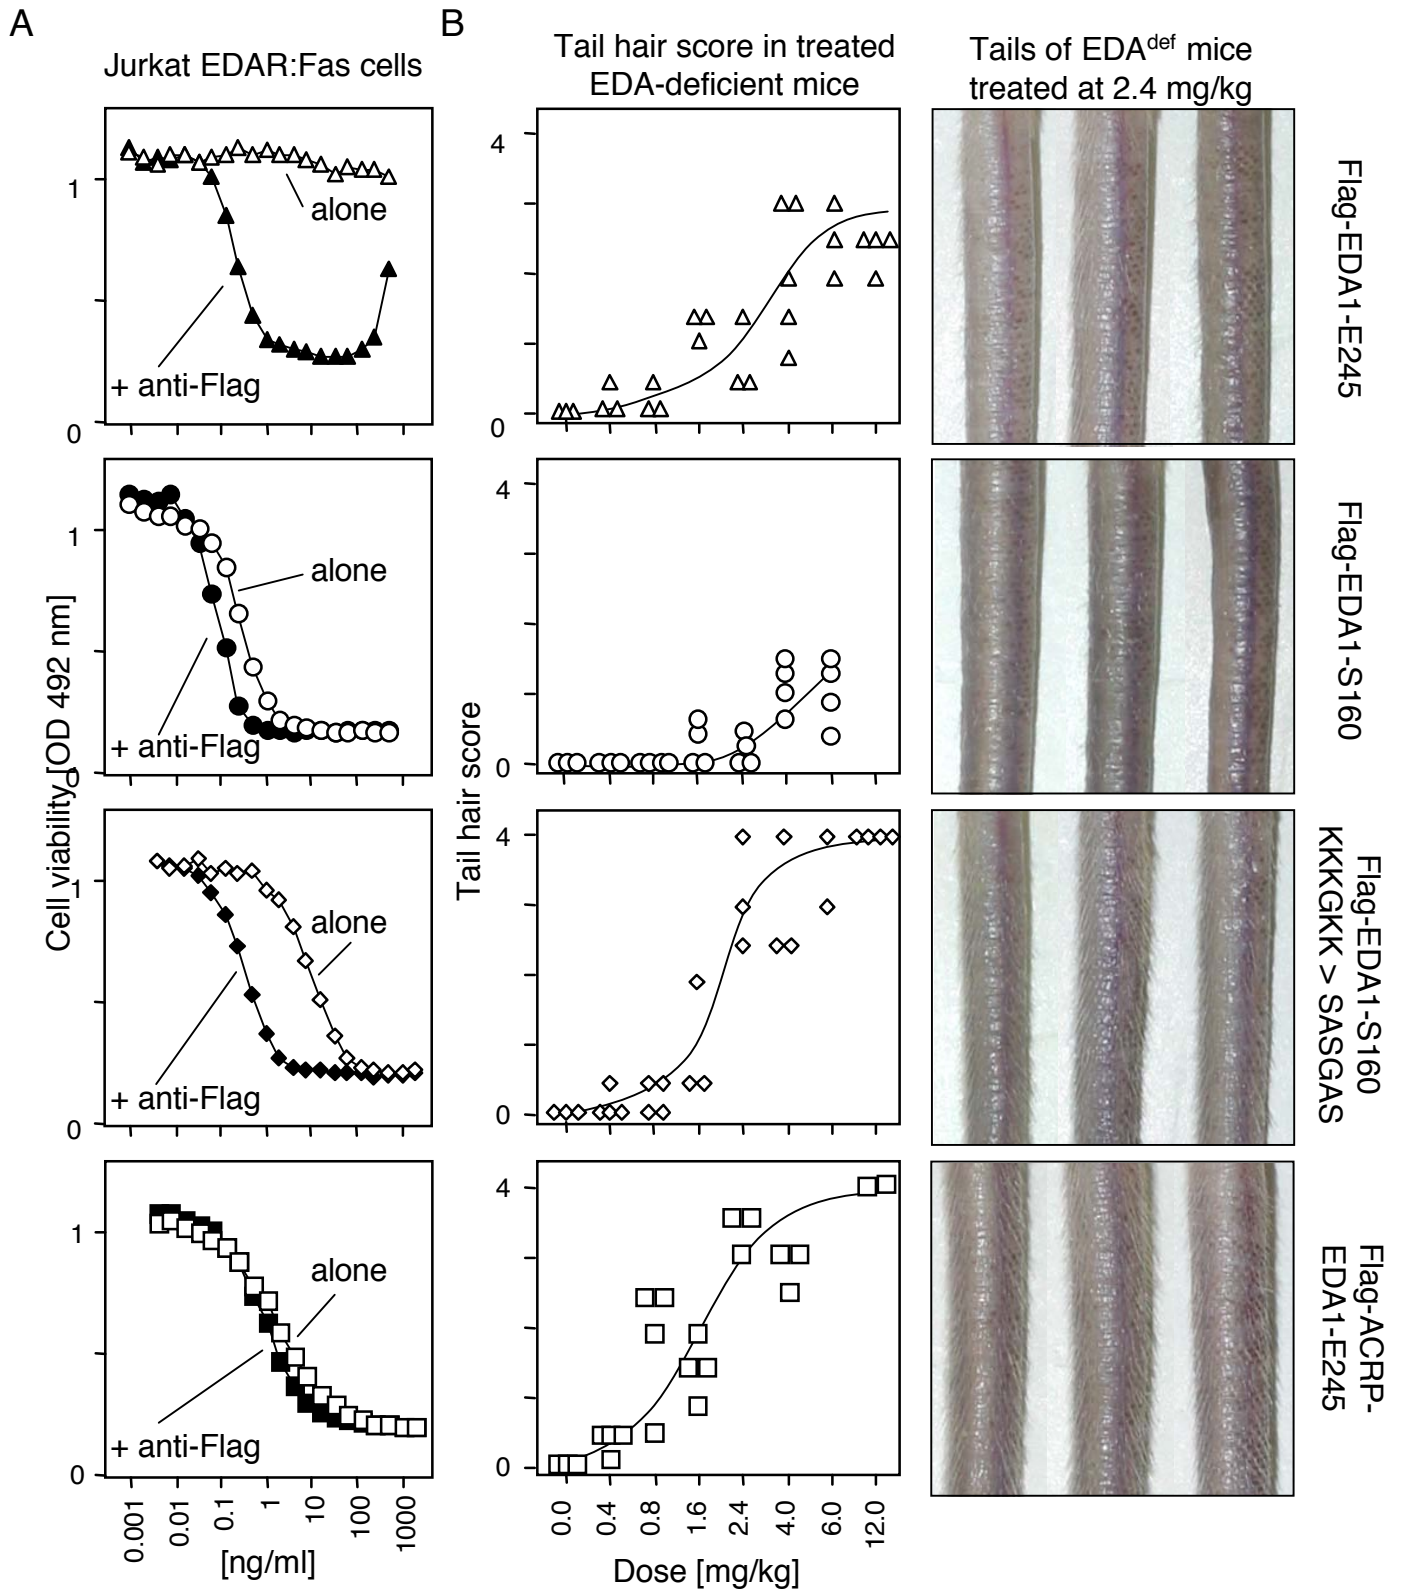 A
B
Jurkat EDAR:Fas cells
Tail hair score in treated
EDA-deficient mice
Tails of EDAdef mice
treated at 2.4 mg/kg
1
alone
+ anti-Flag
0
4
0
Flag-EDA1-E245
1
alone
+ anti-Flag
0
4
0
Flag-EDA1-S160
Cell viability [OD 492 nm]
Tail hair score
1
alone
+ anti-Flag
0
4
0
Flag-EDA1-S160
KKKGKK > SASGAS
1
alone
+ anti-Flag
0
4
0
Flag-ACRP-
EDA1-E245
0.001 0.01 0.1 1 10 100 1000
[ng/ml]
0.0 0.4 0.8 1.6 2.4 4.0 6.0 12.0
Dose [mg/kg]